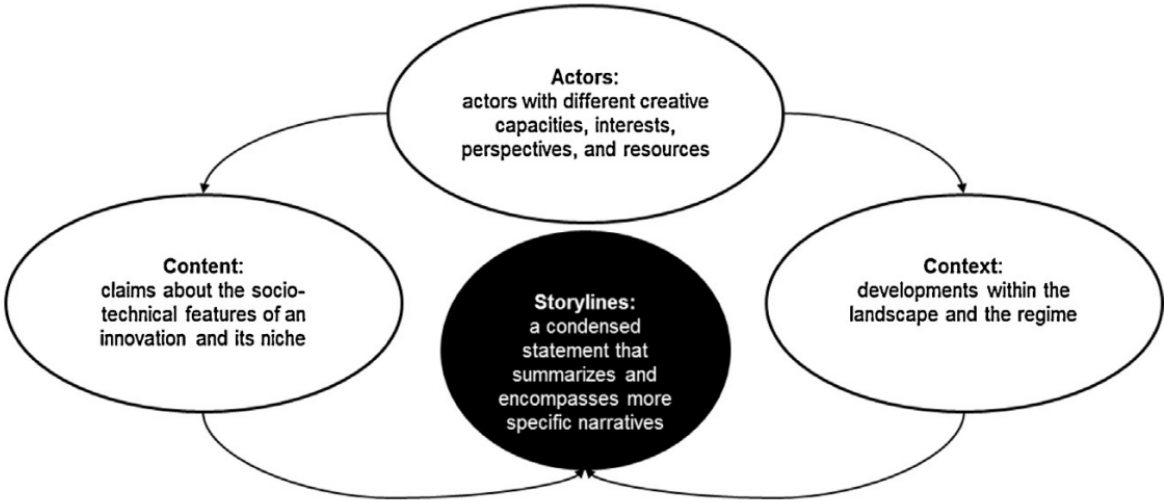 Actors:
actors with different creative
capacities, interests,
perspectives, and resources
Content:
claims about the socio-
technical features of an
innovation and its niche
Storylines:
a condensed
statement that
summarizes and
encompasses more
specific narratives
Context:
developments within the
landscape and the regime